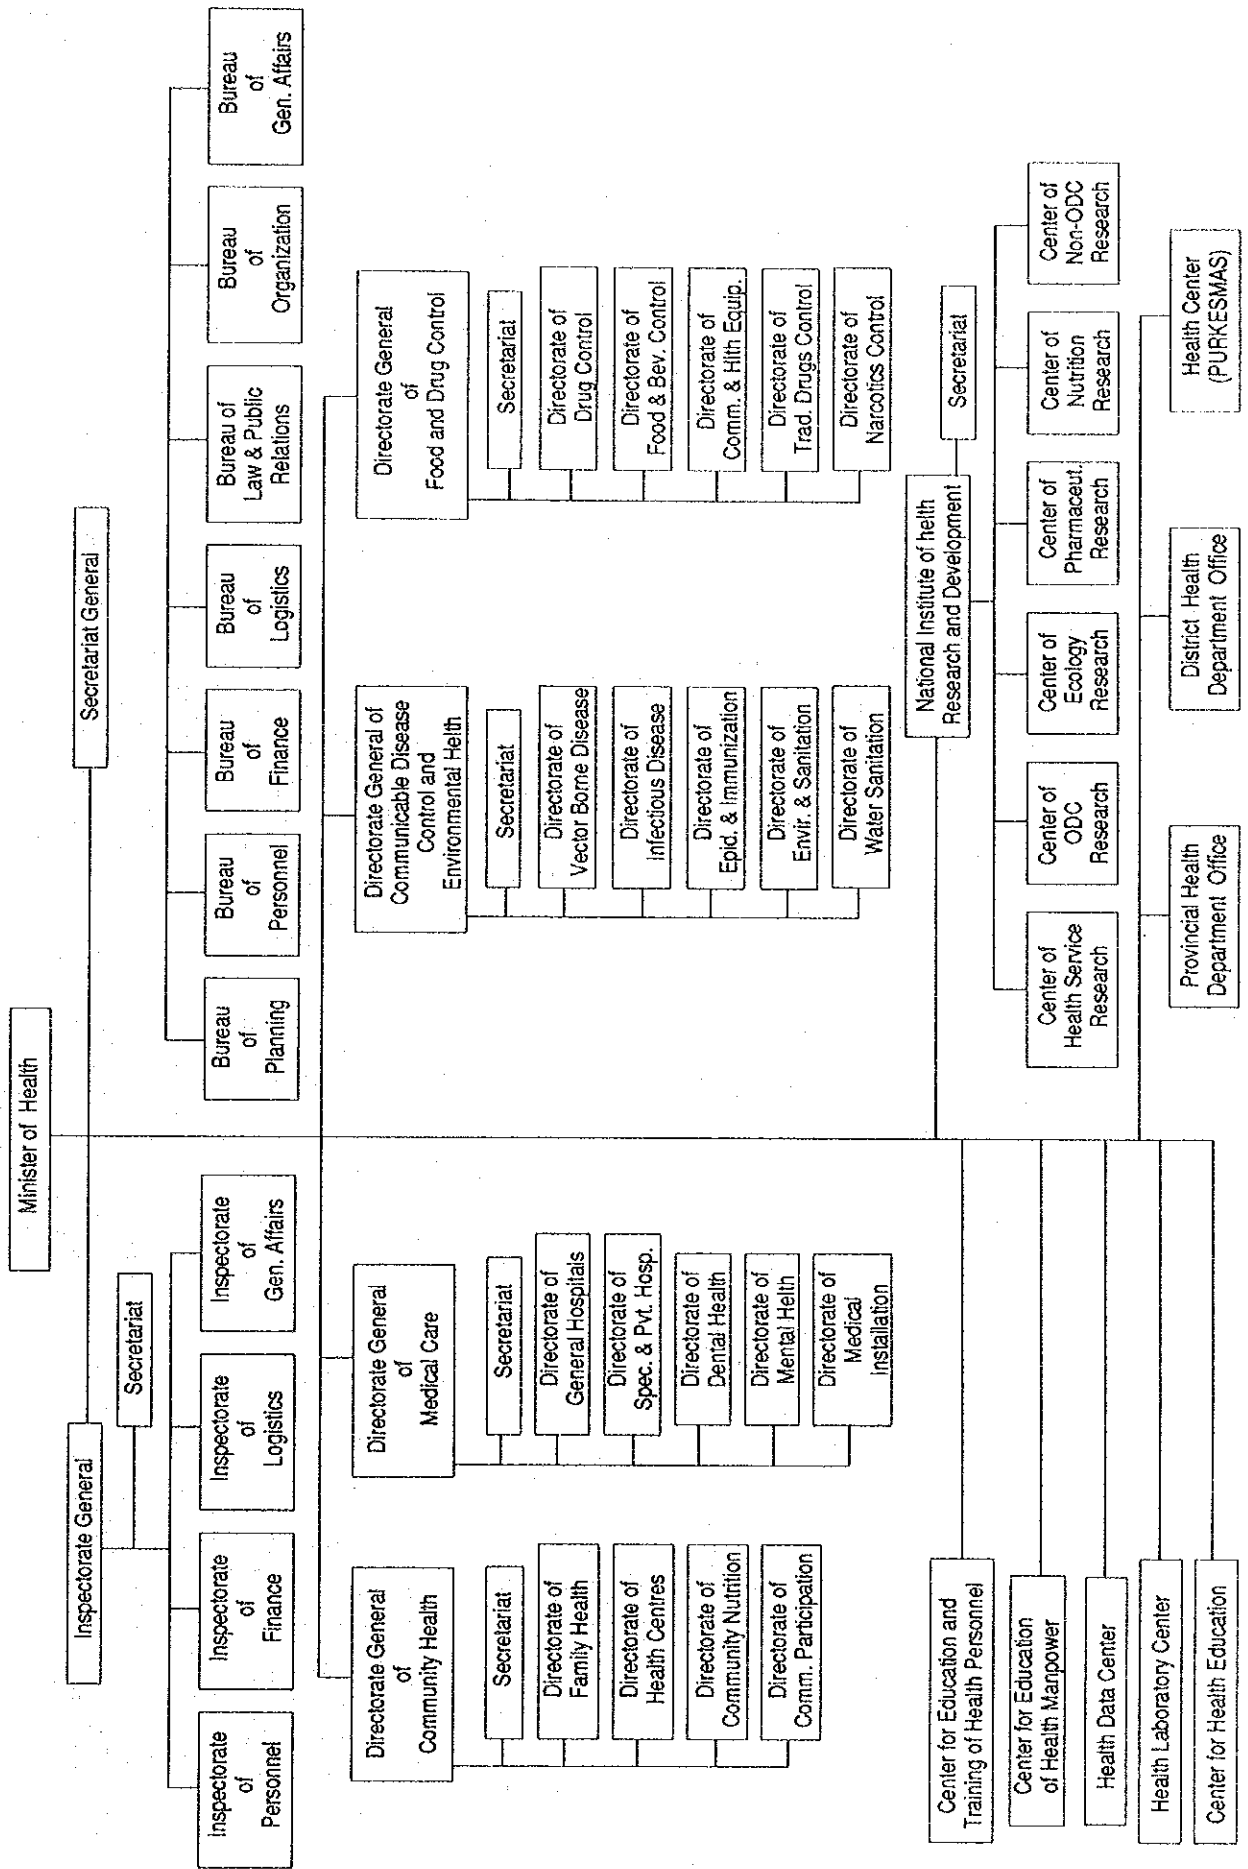 Minister of Health
Inspectorate General
Secretariat General
Secretariat
Inspectorate
of
Personnel
Inspectorate
of
Finance
Inspectorate
of
Logistics
Inspectorate
of
Gen. Affairs
Bureau
of
Planning
Bureau
of
Personnel
Bureau
of
Finance
Bureau
of
Logistics
Bureau of
Law & Public
Relations
Bureau
of
Organization
Bureau
of
Gen. Affairs
Directorate General
of
Community Health
Secretariat
Directorate of
Family Health
Directorate of
Health Centres
Directorate of
Community Nutrition
Directorate of
Comm. Participation
Directorate General
of
Medical Care
Secretariat
Directorate of
General Hospitals
Directorate of
Spec. & Pvt. Hosp.
Directorate of
Dental Health
Directorate of
Mental Helth
Directorate of
Medical
Installation
Directorate General of
Communicable Disease
Control and
Environmental Helth
Secretariat
Directorate of
Vector Borne Disease
Directorate of
Infectious Disease
Directorate of
Epid. & Immunization
Directorate of
Envir. & Sanitation
Directorate of
Water Sanitation
Directorate General
of
Food and Drug Control
Secretariat
Directorate of
Drug Control
Directorate of
Food & Bev. Control
Directorate of
Comm. & Hlth Equip.
Directorate of
Trad. Drugs Control
Directorate of
Narcotics Control
Center for Education and
Training of Health Personnel
Center for Education
of Health Manpower
Health Data Center
Health Laboratory Center
Center for Health Education
National Institute of helth
Research and Development
Secretariat
Center of
Health Service
Research
Center of
ODC
Research
Center of
Ecology
Research
Center of
Pharmaceut.
Research
Center of
Nutrition
Research
Center of
Non-ODC
Research
Provincial Health
Department Office
District Health
Department Office
Health Center
(PURKESMAS)